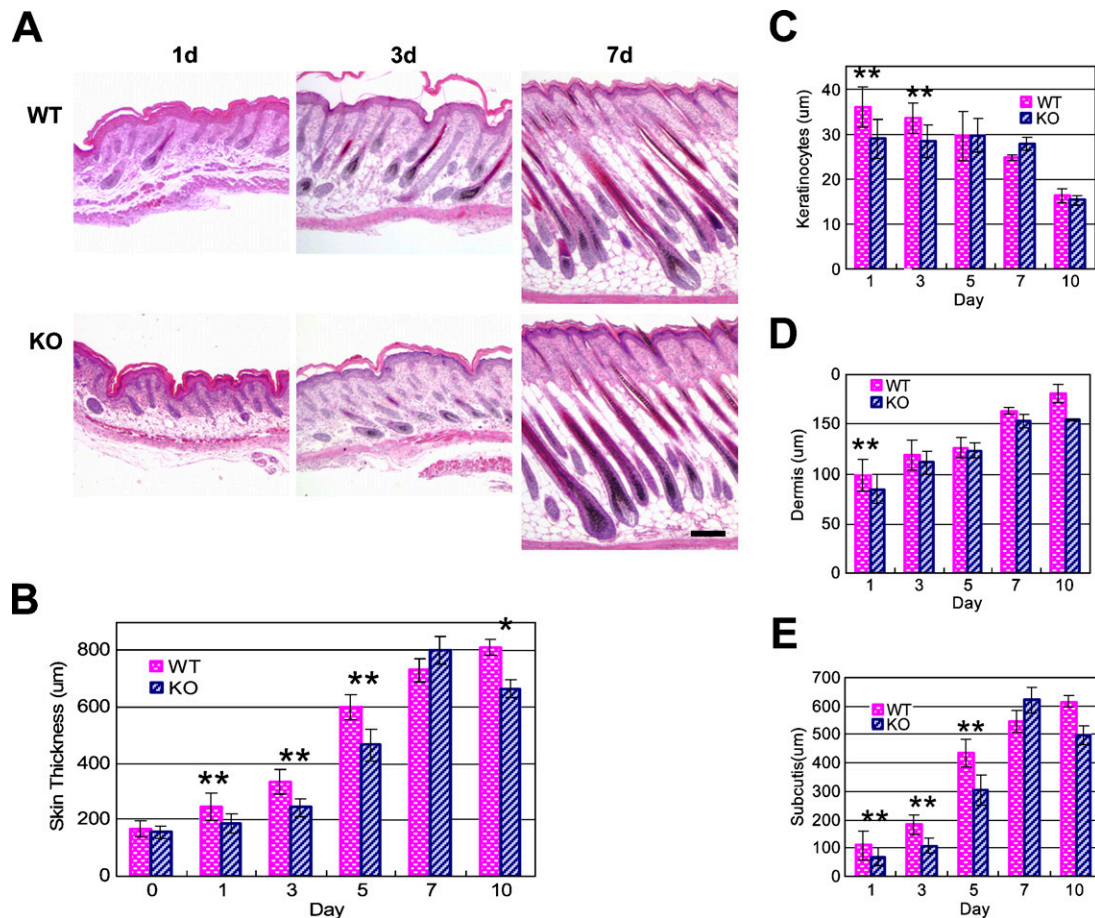 A
1d 3d 7d
WT
KO
B
Skin Thickness (um)
800
600
400
200
0
WT
KO
** ** ** *
0 1 3 5 7 10
Day
C
Keratinocytes (um)
40
30
20
10
0
** **
WT
KO
1 3 5 7 10
Day
D
Dermis (um)
0
150
100
50
0
WT
KO
**
1 3 5 7 10
Day
E
Subcutis(um)
700
600
500
400
300
200
100
0
WT
KO
** ** **
1 3 5 7 10
Day